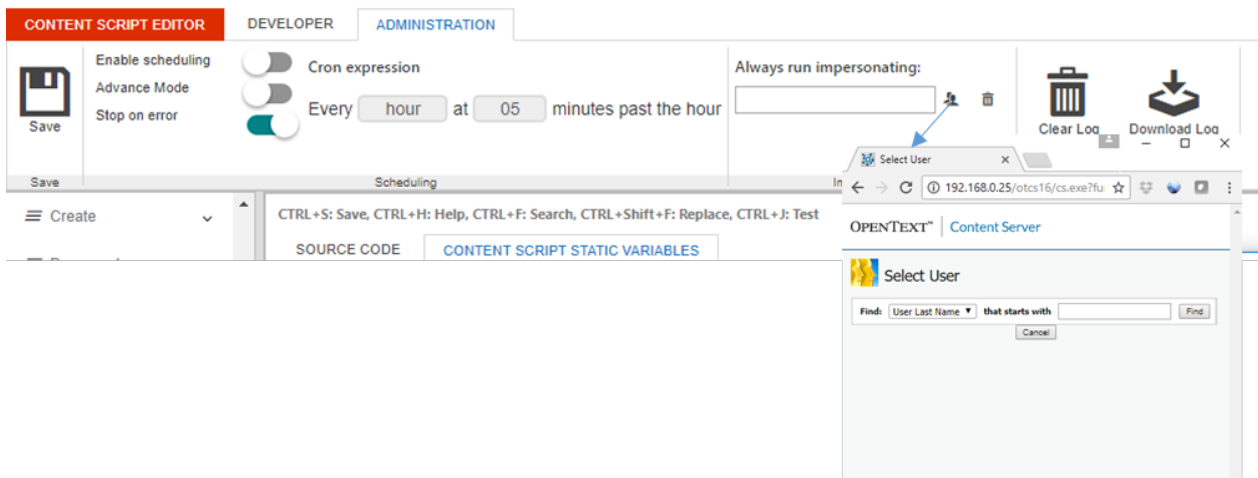 CONTENT SCRIPT EDITOR DEVELOPER ADMINISTRATION
Enable scheduling
Advance Mode
Stop on error
Cron expression
Every hour at 05 minutes past the hour
Always run impersonating:
Save
Clear Log
Download Log
Save
Scheduling
Select User
192.168.0.25/otcs16/cs.exe?fu
Create
CTRL+S: Save, CTRL+H: Help, CTRL+F: Search, CTRL+Shift+F: Replace, CTRL+J: Test
SOURCE CODE CONTENT SCRIPT STATIC VARIABLES
OPENTEXT™ Content Server
Select User
Find: User Last Name that starts with Find
Cancel